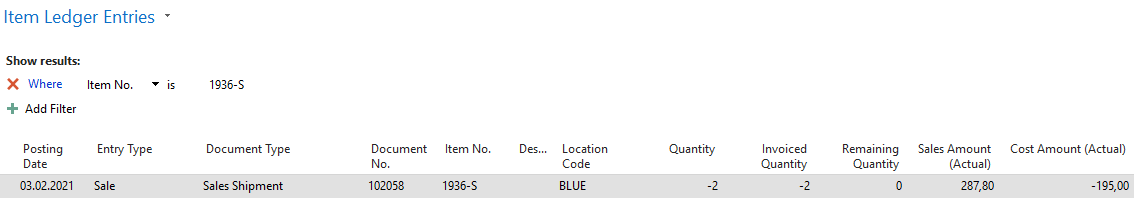 Item Ledger Entries
Show results:
Where Item No. is 1936-S
Add Filter
Posting Date Entry Type Document Type Document No. Item No. Des... Location Code Quantity Invoiced Quantity Remaining Quantity Sales Amount (Actual) Cost Amount (Actual)
03.02.2021 Sale Sales Shipment 102058 1936-S BLUE -2 -2 0 287,80 -195,00